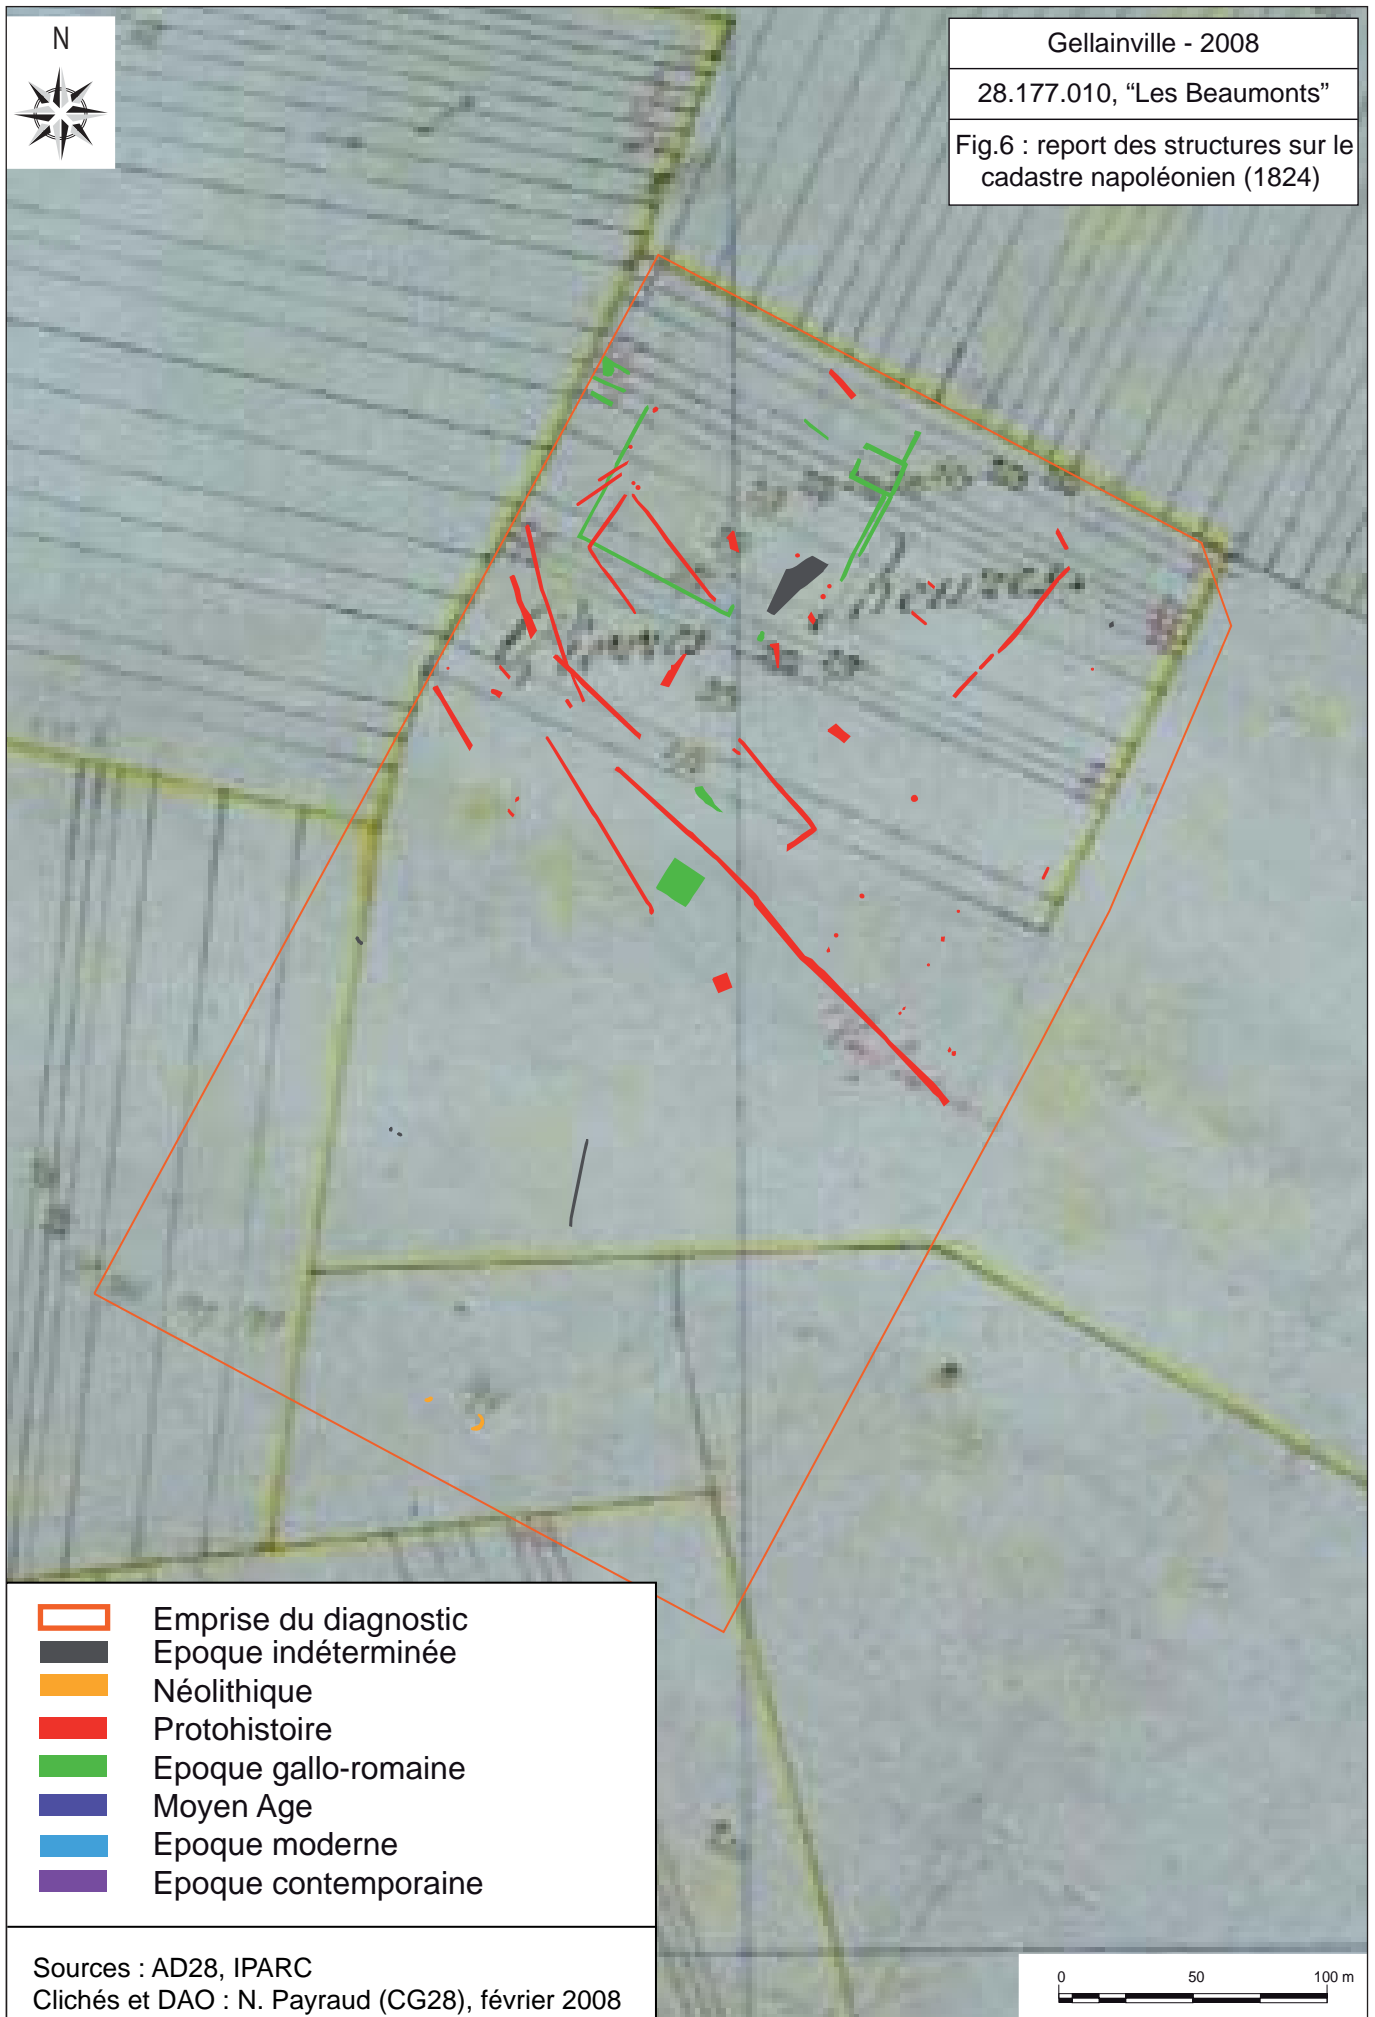 N
Gellainville - 2008
28.177.010, “Les Beaumonts”
Fig.6 : report des structures sur le
cadastre napoléonien (1824)
Emprise du diagnostic
Epoque indéterminée
Néolithique
Protohistoire
Epoque gallo-romaine
Moyen Age
Epoque moderne
Epoque contemporaine
Sources : AD28, IPARC
Clichés et DAO : N. Payraud (CG28), février 2008
0 50 100 m